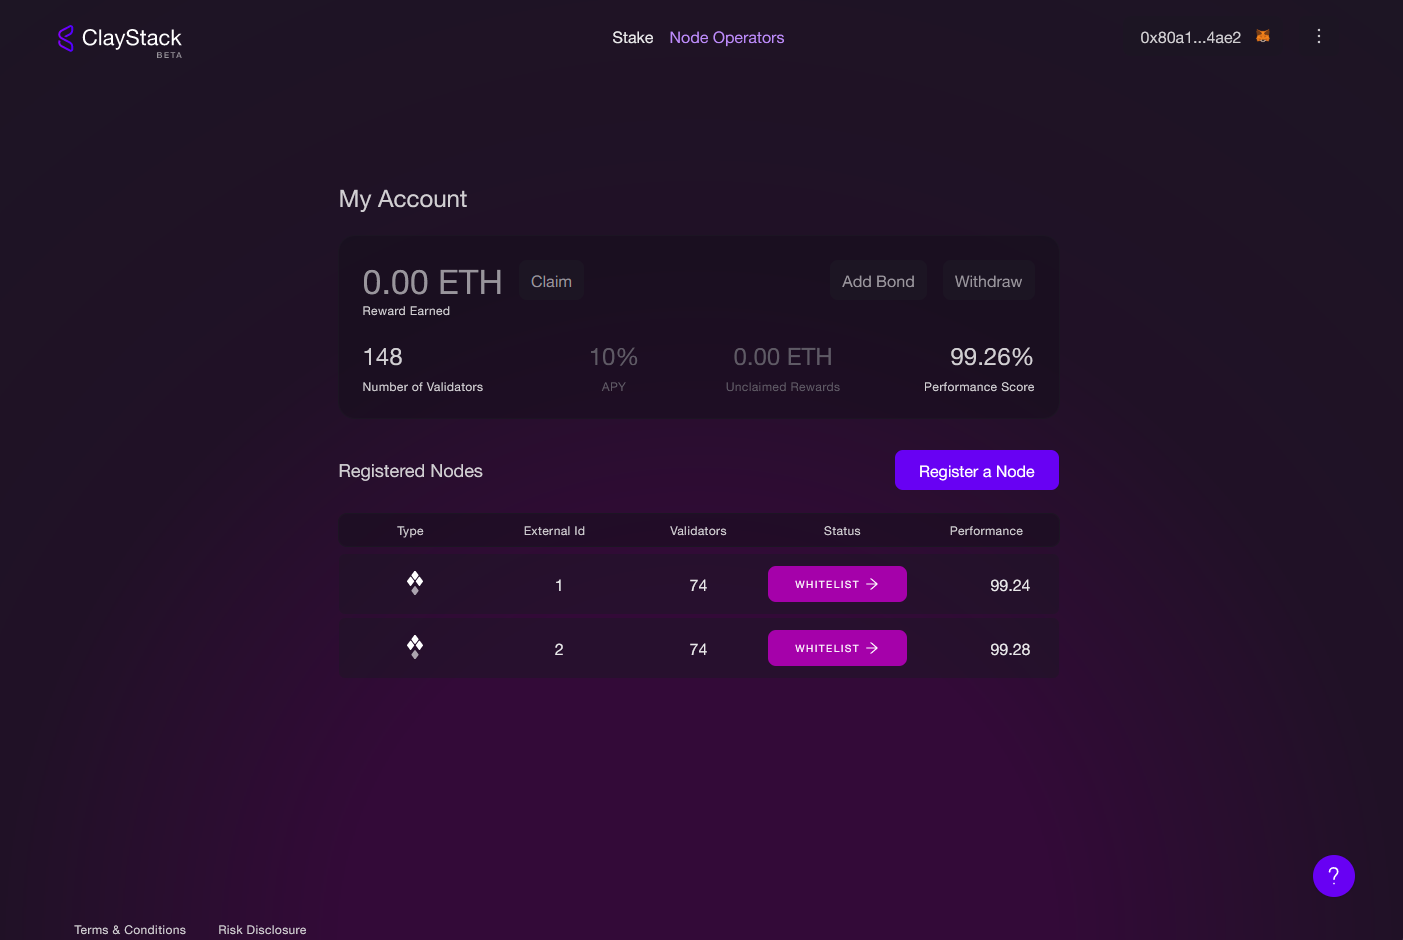 ClayStack
BETA
Stake Node Operators
0x80a1...4ae2
My Account
0.00 ETH Claim Add Bond Withdraw
Reward Earned
148 10% 0.00 ETH 99.26%
Number of Validators APY Unclaimed Rewards Performance Score
Registered Nodes Register a Node
Type External Id Validators Status Performance
1 74 WHITELIST → 99.24
2 74 WHITELIST → 99.28
?
Terms & Conditions Risk Disclosure